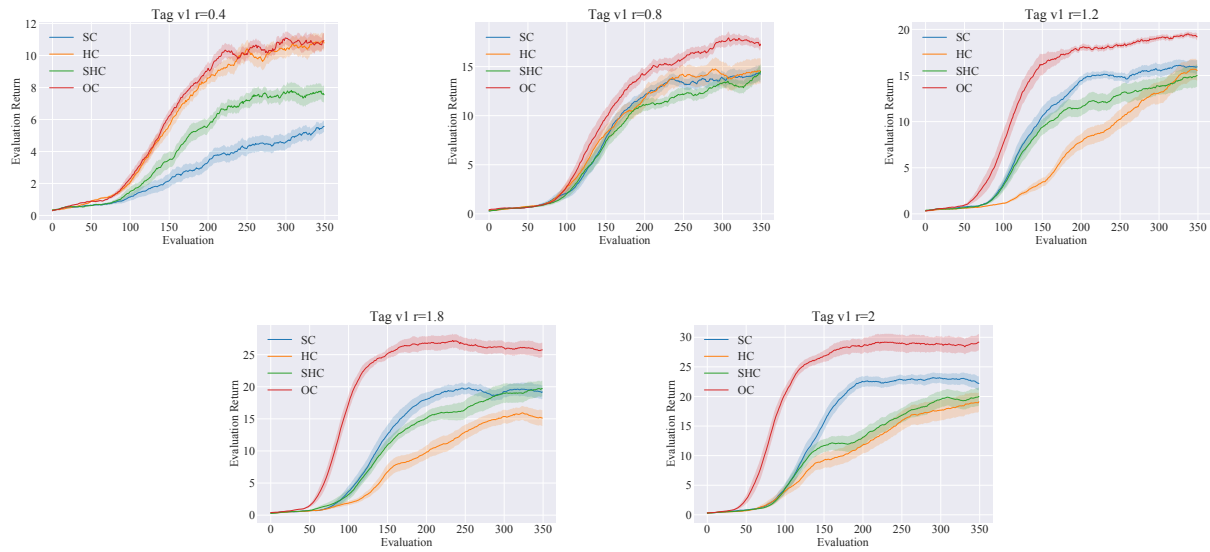 Tag v1 r=0.4
12
10
8
6
4
2
0
Evaluation Return
SC
HC
SHC
OC
0 50 100 150 200 250 300 350
Evaluation
Tag v1 r=0.8
15
10
5
0
Evaluation Return
SC
HC
SHC
OC
0 50 100 150 200 250 300 350
Evaluation
Tag v1 r=1.2
20
15
10
5
0
Evaluation Return
SC
HC
SHC
OC
0 50 100 150 200 250 300 350
Evaluation
Tag v1 r=1.8
25
20
15
10
5
0
Evaluation Return
SC
HC
SHC
OC
0 50 100 150 200 250 300 350
Evaluation
Tag v1 r=2
30
25
20
15
10
5
0
Evaluation Return
SC
HC
SHC
OC
0 50 100 150 200 250 300 350
Evaluation